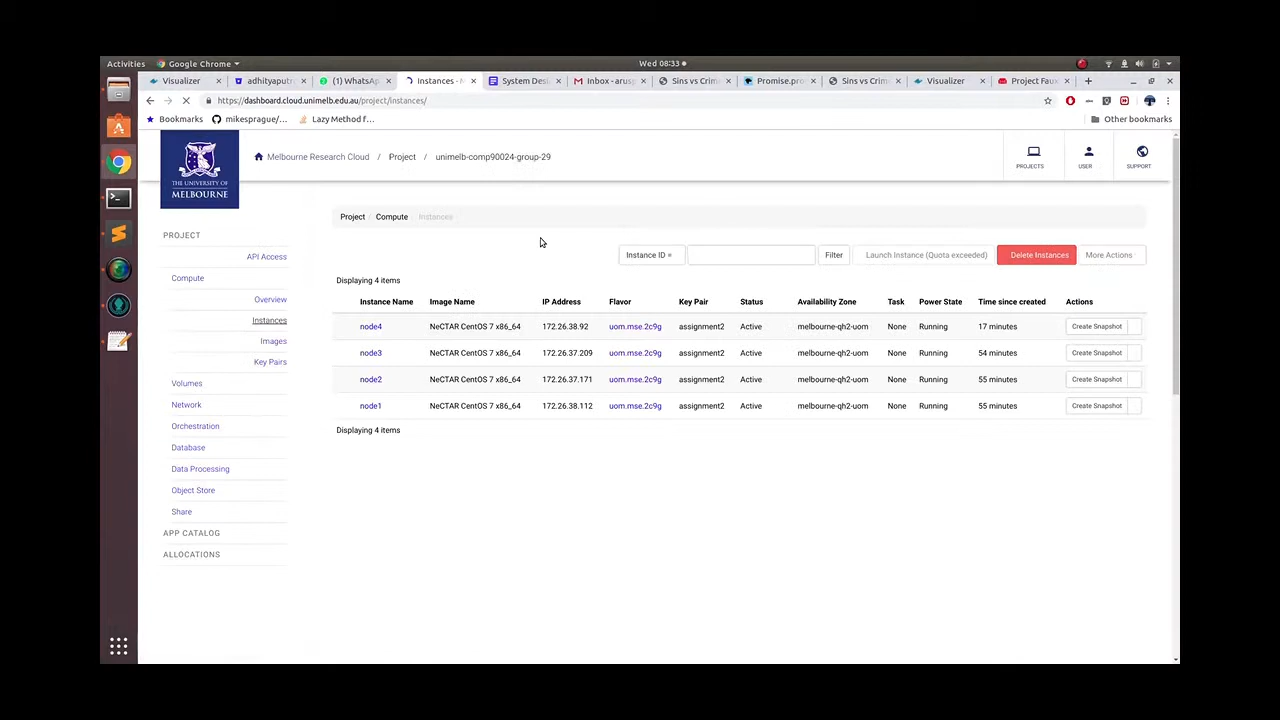 Activities Google Chrome Wed 08:33
Visualizer adhityaputr (1) WhatsAp Instances - System Des Inbox - arusp Sins vs Crim Promise.pro Sins vs Crim Visualizer Project Faux
https://dashboard.cloud.unimelb.edu.au/project/instances/
Bookmarks mikesprague/... Lazy Method f... Other bookmarks
THE UNIVERSITY OF
MELBOURNE
Melbourne Research Cloud / Project / unimelb-comp90024-group-29
PROJECTS USER SUPPORT
Project / Compute / Instances
PROJECT
API Access
Compute
Overview
Instances
Images
Key Pairs
Volumes
Network
Orchestration
Database
Data Processing
Object Store
Share
APP CATALOG
ALLOCATIONS
Instance ID = Filter Launch Instance (Quota exceeded) Delete Instances More Actions
Displaying 4 items
Instance Name Image Name IP Address Flavor Key Pair Status Availability Zone Task Power State Time since created Actions
node4 NeCTAR CentOS 7 x86_64 172.26.38.92 uom.mse.2c9g assignment2 Active melbourne-qh2-uom None Running 17 minutes Create Snapshot
node3 NeCTAR CentOS 7 x86_64 172.26.37.209 uom.mse.2c9g assignment2 Active melbourne-qh2-uom None Running 54 minutes Create Snapshot
node2 NeCTAR CentOS 7 x86_64 172.26.37.171 uom.mse.2c9g assignment2 Active melbourne-qh2-uom None Running 55 minutes Create Snapshot
node1 NeCTAR CentOS 7 x86_64 172.26.38.112 uom.mse.2c9g assignment2 Active melbourne-qh2-uom None Running 55 minutes Create Snapshot
Displaying 4 items